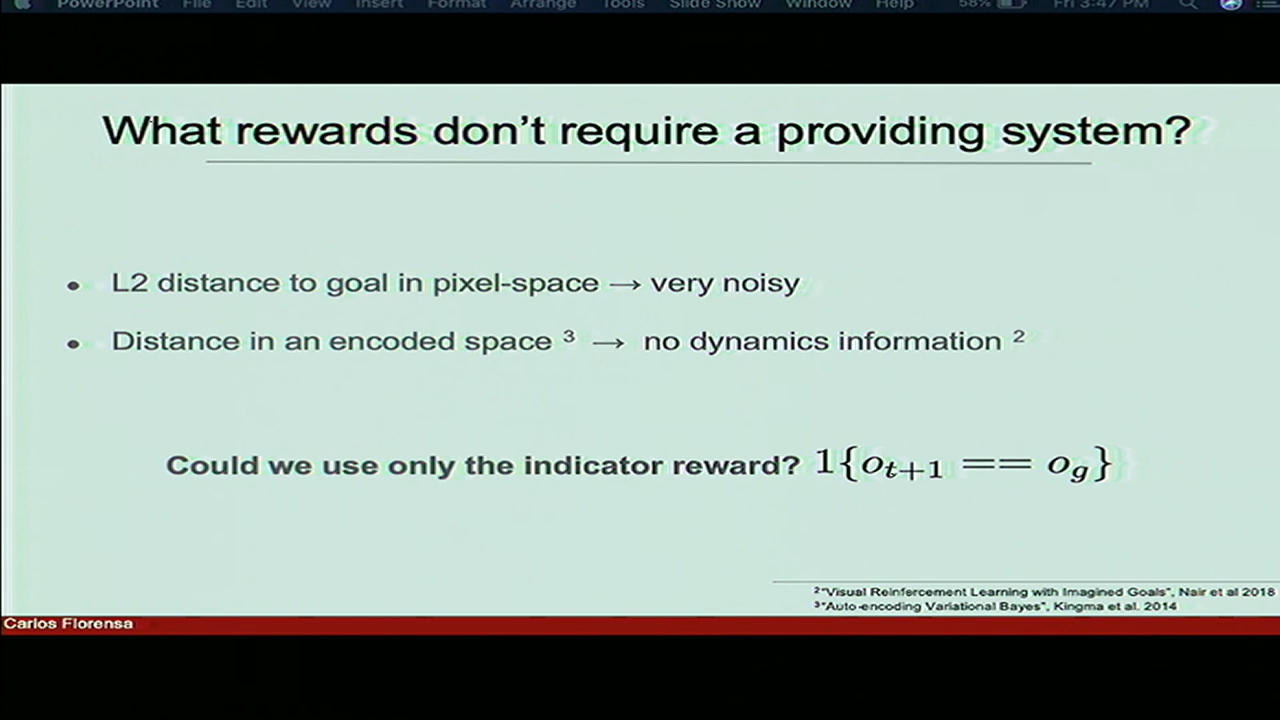 PowerPoint File Edit View Insert Format Arrange Tools Slide Show Window Help 58% Fri 3:47 PM
What rewards don't require a providing system?
• L2 distance to goal in pixel-space → very noisy
• Distance in an encoded space ³ → no dynamics information ²
Could we use only the indicator reward? 1{oₜ₊₁ == o_g}
²"Visual Reinfercement Learning with Imagined Goals", Nair et al 2018
³"Auto-encoding Variational Bayes", Kingma et al. 2014
Carlos Florensa